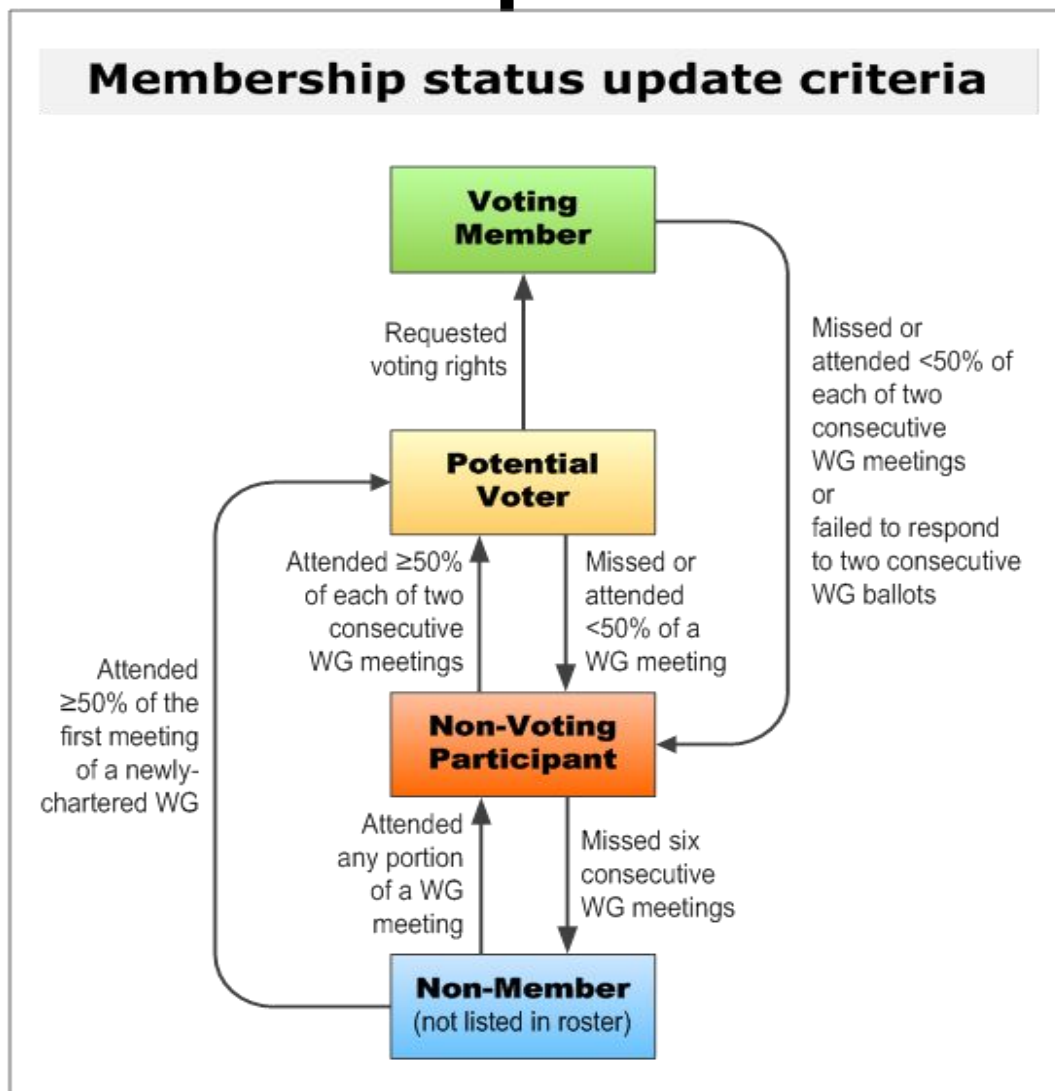 Membership status update criteria
Voting
Member
Requested
voting rights
Missed or
attended <50% of
each of two
consecutive
WG meetings
or
failed to respond
to two consecutive
WG ballots
Potential
Voter
Attended ≥50%
of each of two
consecutive
WG meetings
Missed or
attended
<50% of a
WG meeting
Attended
≥50% of the
first meeting
of a newly-
chartered WG
Non-Voting
Participant
Attended
any portion
of a WG
meeting
Missed six
consecutive
WG meetings
Non-Member
(not listed in roster)